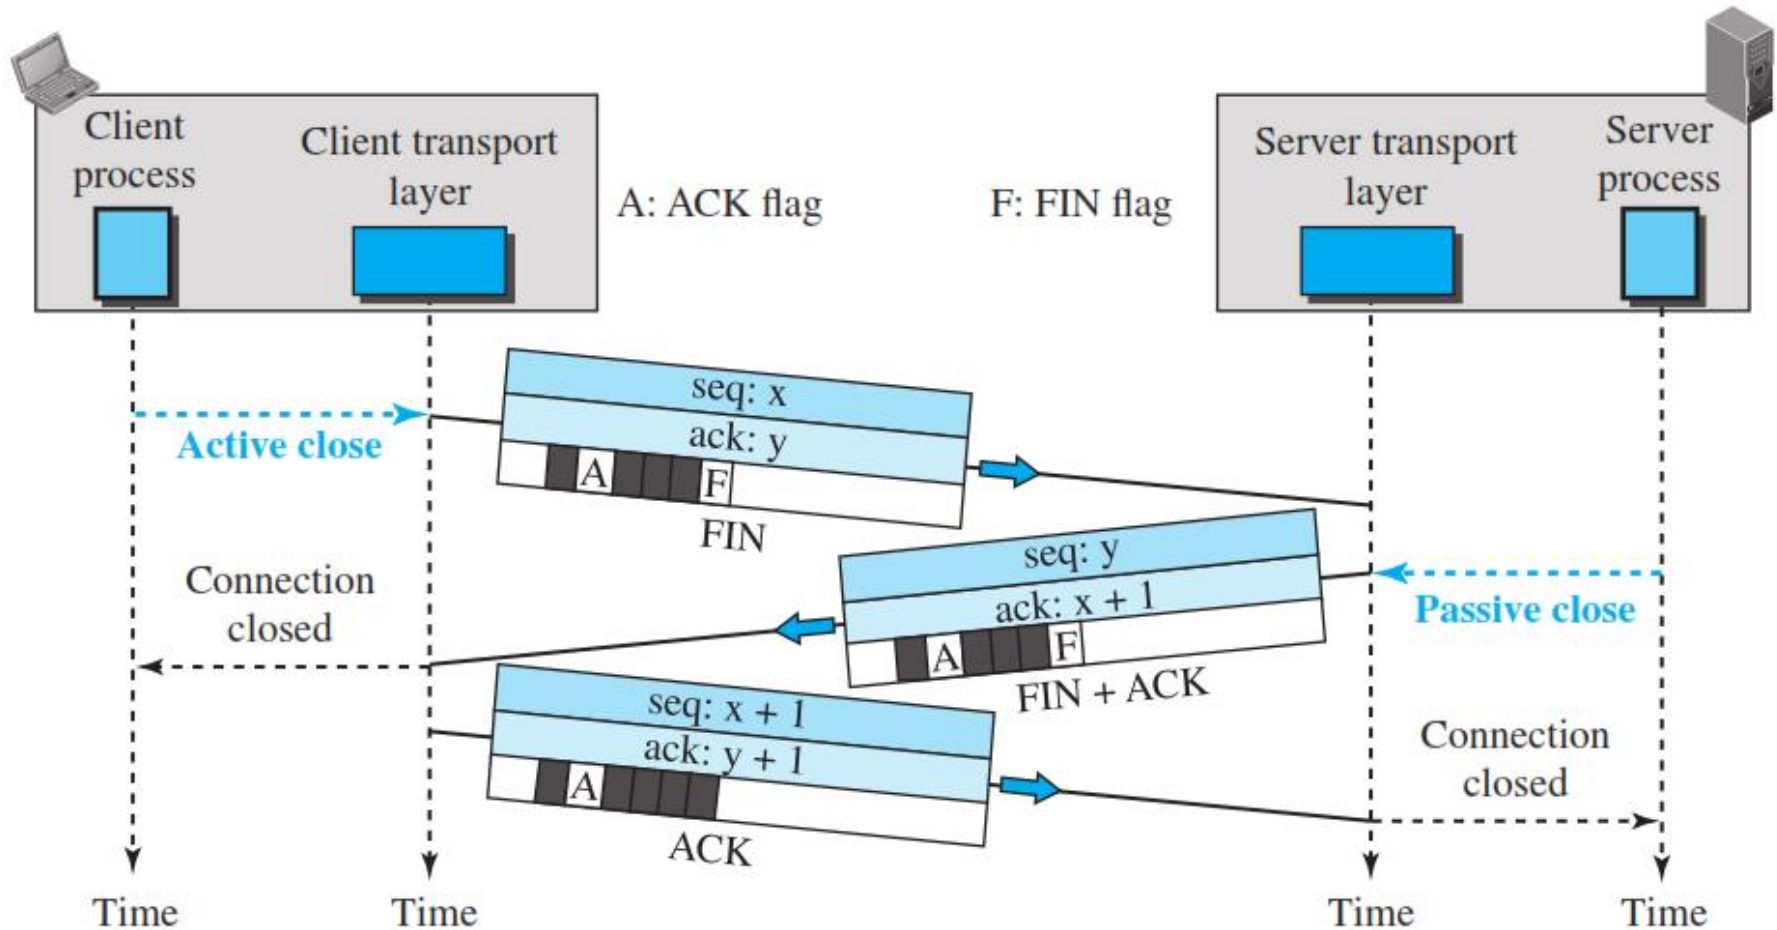 Client
process
Client transport
layer
A: ACK flag
F: FIN flag
Server transport
layer
Server
process
Active close
seq: x
ack: y
A
F
FIN
Passive close
seq: y
ack: x + 1
A
F
FIN + ACK
Connection
closed
seq: x + 1
ack: y + 1
A
ACK
Connection
closed
Time
Time
Time
Time